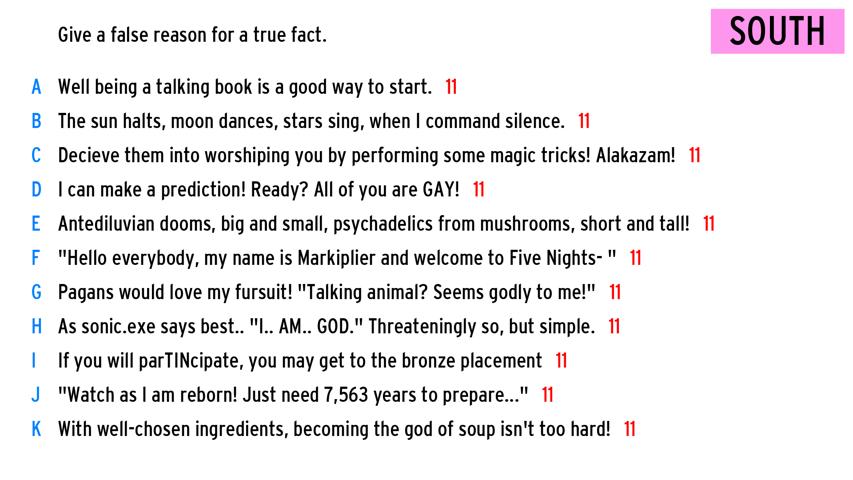 Give a false reason for a true fact.
SOUTH
A Well being a talking book is a good way to start. 11
B The sun halts, moon dances, stars sing, when I command silence. 11
C Decieve them into worshiping you by performing some magic tricks! Alakazam! 11
D I can make a prediction! Ready? All of you are GAY! 11
E Antediluvian dooms, big and small, psychadelics from mushrooms, short and tall! 11
F "Hello everybody, my name is Markiplier and welcome to Five Nights- " 11
G Pagans would love my fursuit! "Talking animal? Seems godly to me!" 11
H As sonic.exe says best.. "I.. AM.. GOD." Threateningly so, but simple. 11
I If you will parTINcipate, you may get to the bronze placement 11
J "Watch as I am reborn! Just need 7,563 years to prepare..." 11
K With well-chosen ingredients, becoming the god of soup isn't too hard! 11